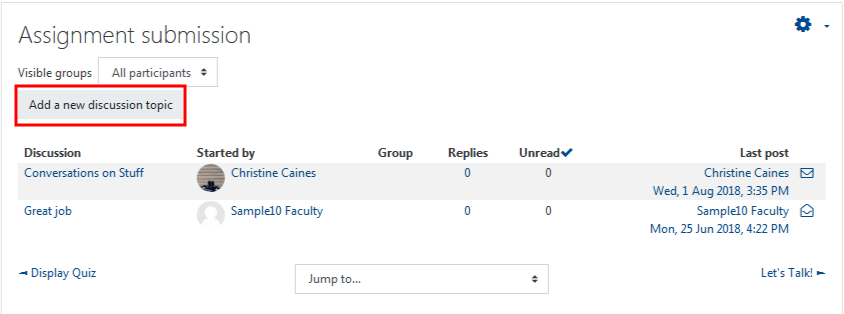 Assignment submission
Visible groups All participants
Add a new discussion topic
Discussion Started by Group Replies Unread Last post
Conversations on Stuff Christine Caines 0 0 Christine Caines
Wed, 1 Aug 2018, 3:35 PM
Great job Sample10 Faculty 0 0 Sample10 Faculty
Mon, 25 Jun 2018, 4:22 PM
◄ Display Quiz Jump to... Let's Talk! ►